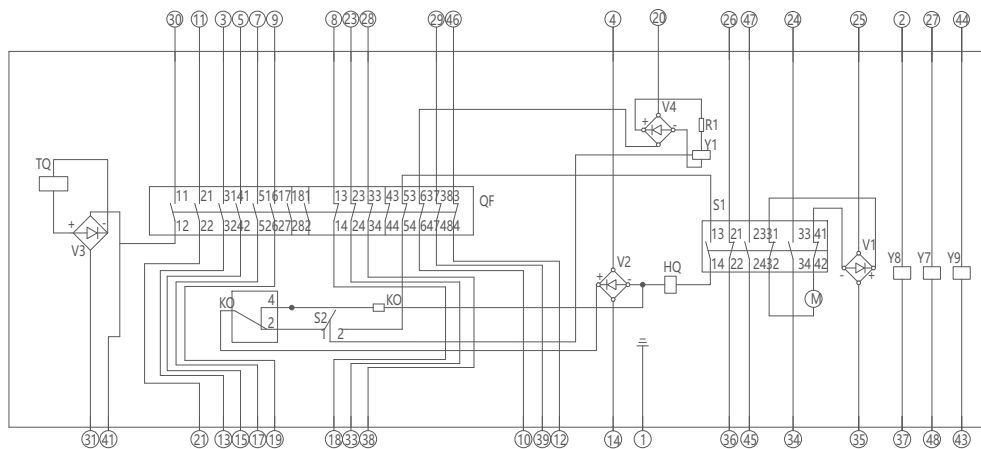 30 11 3 5 7 9 8 23 28 29 46 4 20 26 47 24 25 2 27 44
V4
+ -
R1
Y1
TQ
+ -
V3
11 21 31 41 51 61 71 81 13 23 33 43 53 63 73 83
QF
12 22 32 42 52 62 72 82 14 24 34 44 54 64 74 84
S1
13 21 23 31 33 41
14 22 24 32 34 42
V1
- +
V2
+ -
HQ
Y8 Y7 Y9
M
KO
4
2
KO
S2
1 2
31 41 21 13 15 17 19 18 33 38 10 39 12 14 1 36 45 34 35 37 48 43